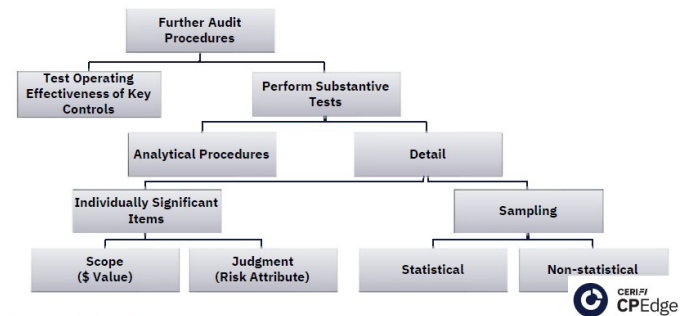 Further Audit
Procedures
Test Operating
Effectiveness of Key
Controls
Perform Substantive
Tests
Analytical Procedures
Detail
Individually Significant
Items
Sampling
Scope
($ Value)
Judgment
(Risk Attribute)
Statistical
Non-statistical
CERIFI
CPEdge